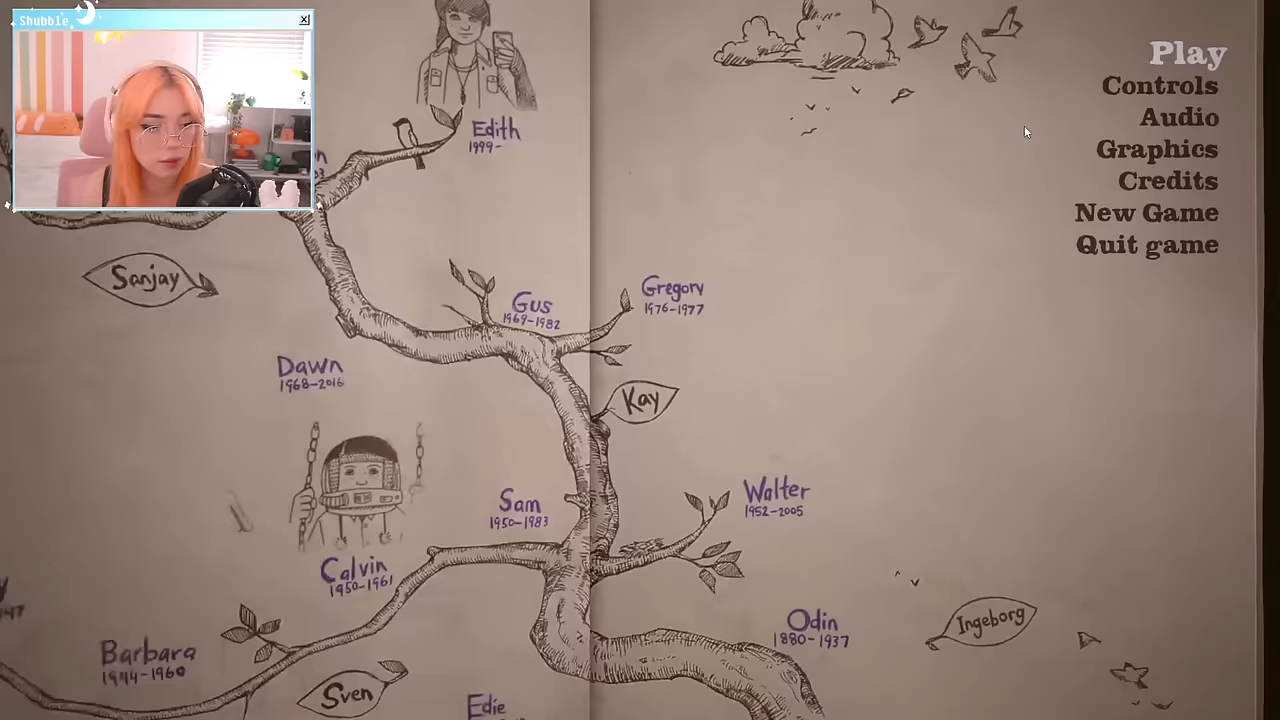 Shubble
Play
Controls
Audio
Graphics
Credits
New Game
Quit game
Edith
1999-
Sanjay
Gus
1969-1982
Gregory
1976-1977
Dawn
1968-2016
Kay
Sam
1950-1983
Walter
1952-2005
Calvin
1950-1961
Odin
1880-1937
Ingeborg
Barbara
1944-1960
Sven
Edie